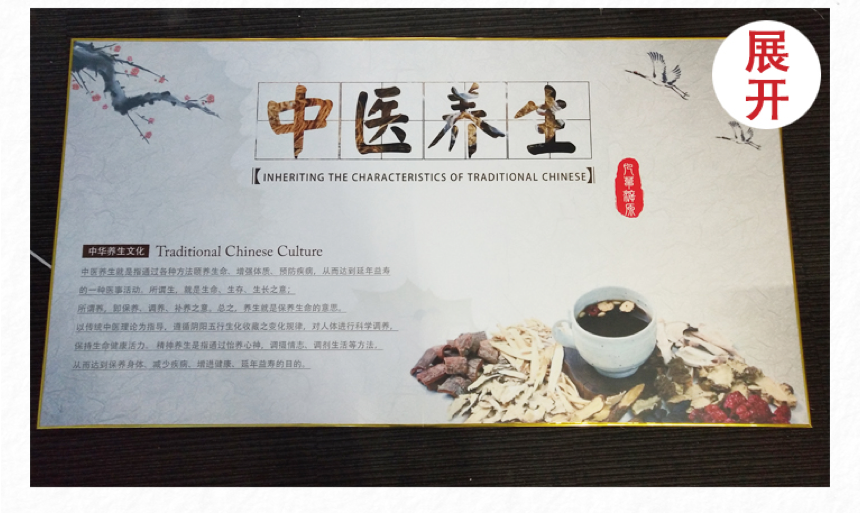 展开
中医养生
【INHERITING THE CHARACTERISTICS OF TRADITIONAL CHINESE】
中华养生文化 Traditional Chinese Culture
中医养生就是指通过各种方法颐养生命、增强体质、预防疾病，从而达到延年益寿
的一种医事活动。所谓生，就是生命、生存、生长之意；
所谓养，即保养、调养、补养之意。总之，养生就是保养生命的意思。
以传统中医理论为指导，遵循阴阳五行生化收藏之变化规律，对人体进行科学调养，
保持生命健康活力。精神养生是指通过怡养心神、调摄情志、调剂生活等方法，
从而达到保养身体、减少疾病、增进健康、延年益寿的目的。